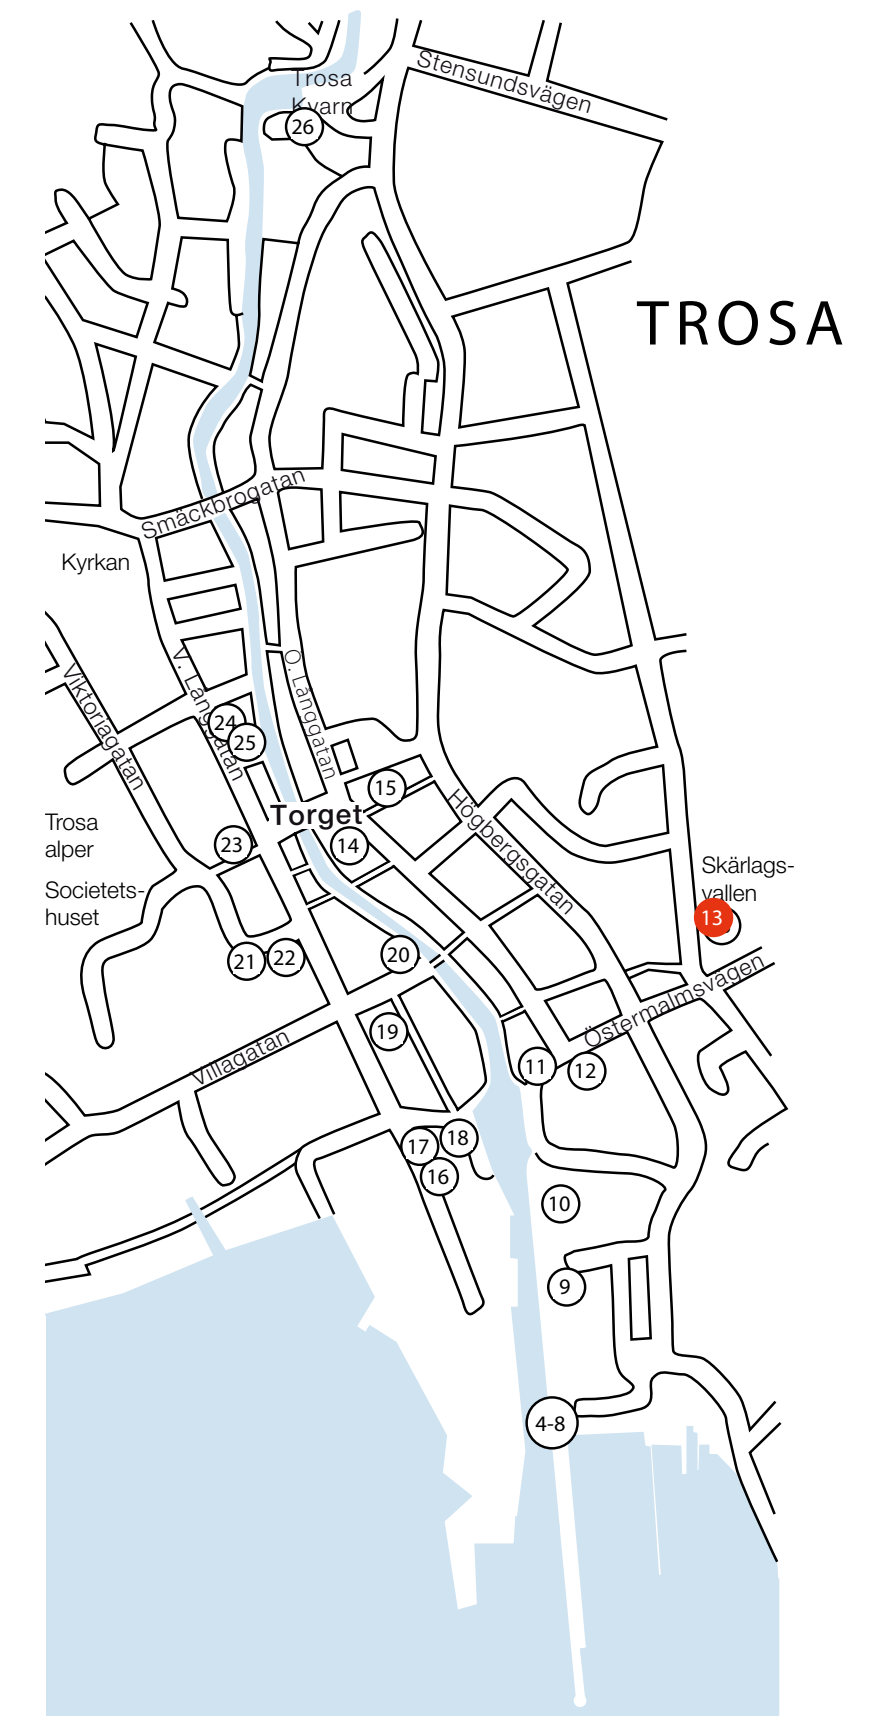 Stensundsvägen
Trosa
Kvarn
26
TROSA
Smäckbrogatan
Kyrkan
Viktoriagatan
V. Långgatan
Ö. Långgatan
24
25
15
Högbergsgatan
Torget
Trosa
alper
23
14
Societets-
huset
Skärlags-
vallen
13
21
22
20
Östermalmsvägen
19
Villagatan
11
12
17
18
16
10
9
4-8